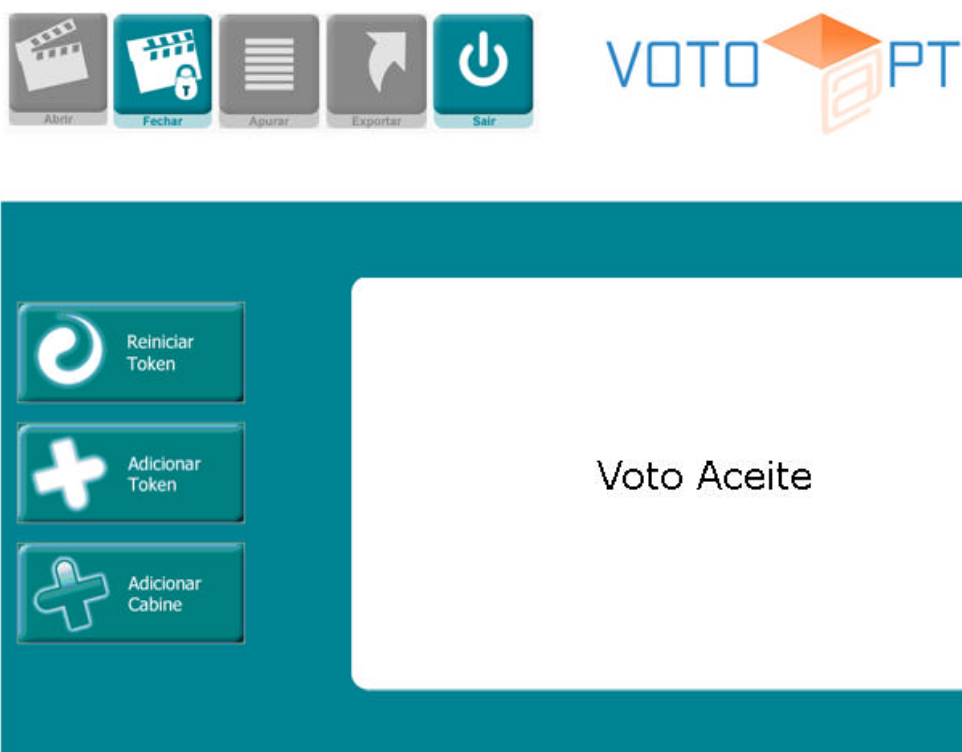 Abrir
Fechar
Apurar
Exportar
Sair
VOTO @ PT
Reiniciar
Token
Adicionar
Token
Adicionar
Cabine
Voto Aceite